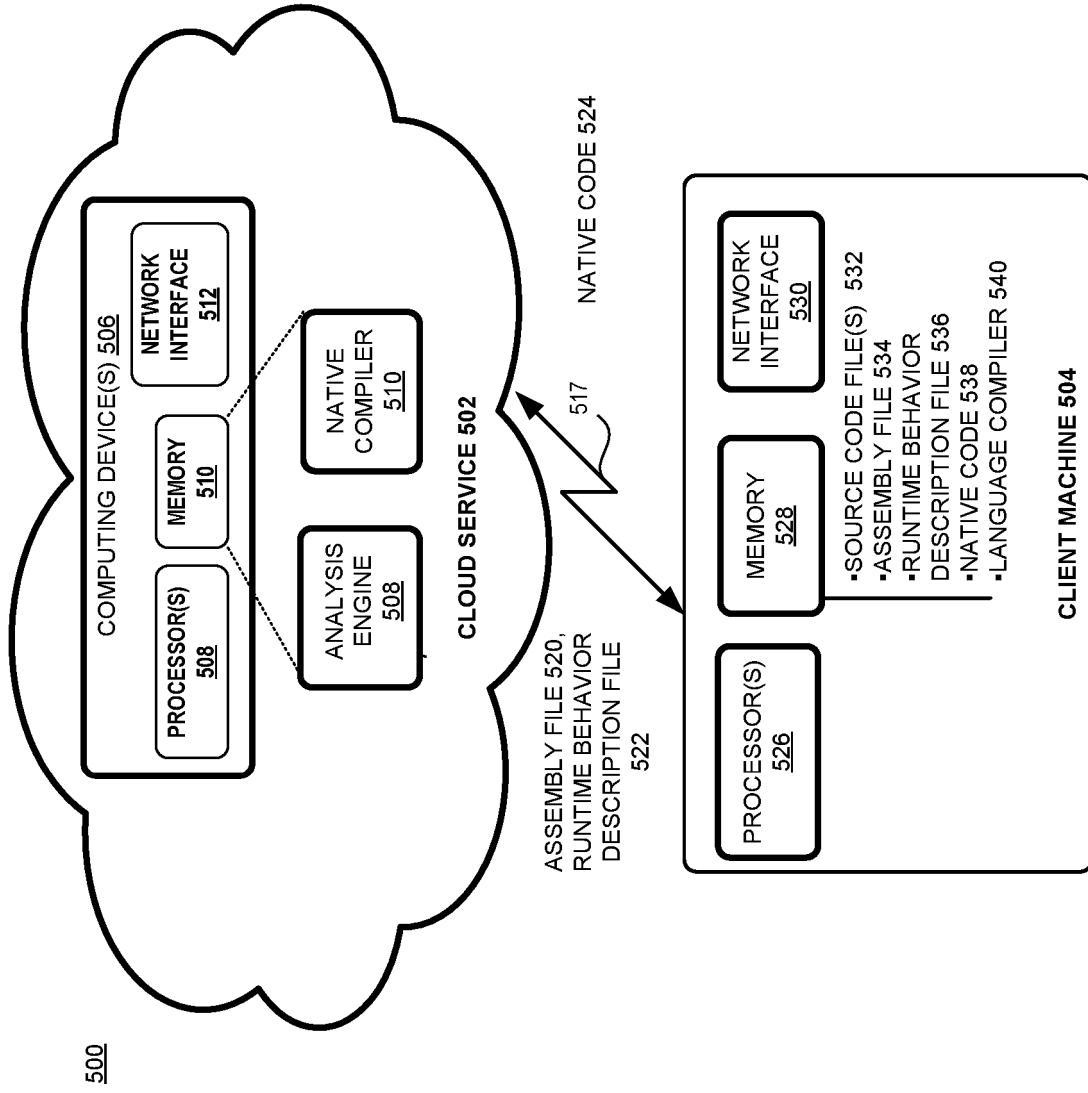 500
COMPUTING DEVICE(S) 506
PROCESSOR(S)
508
MEMORY
510
NETWORK
INTERFACE
512
ANALYSIS
ENGINE
508
NATIVE
COMPILER
510
CLOUD SERVICE 502
ASSEMBLY FILE 520,
RUNTIME BEHAVIOR
DESCRIPTION FILE
522
517
NATIVE CODE 524
PROCESSOR(S)
526
MEMORY
528
NETWORK
INTERFACE
530
▪SOURCE CODE FILE(S) 532
▪ASSEMBLY FILE 534
▪RUNTIME BEHAVIOR
DESCRIPTION FILE 536
▪NATIVE CODE 538
▪LANGUAGE COMPILER 540
CLIENT MACHINE 504